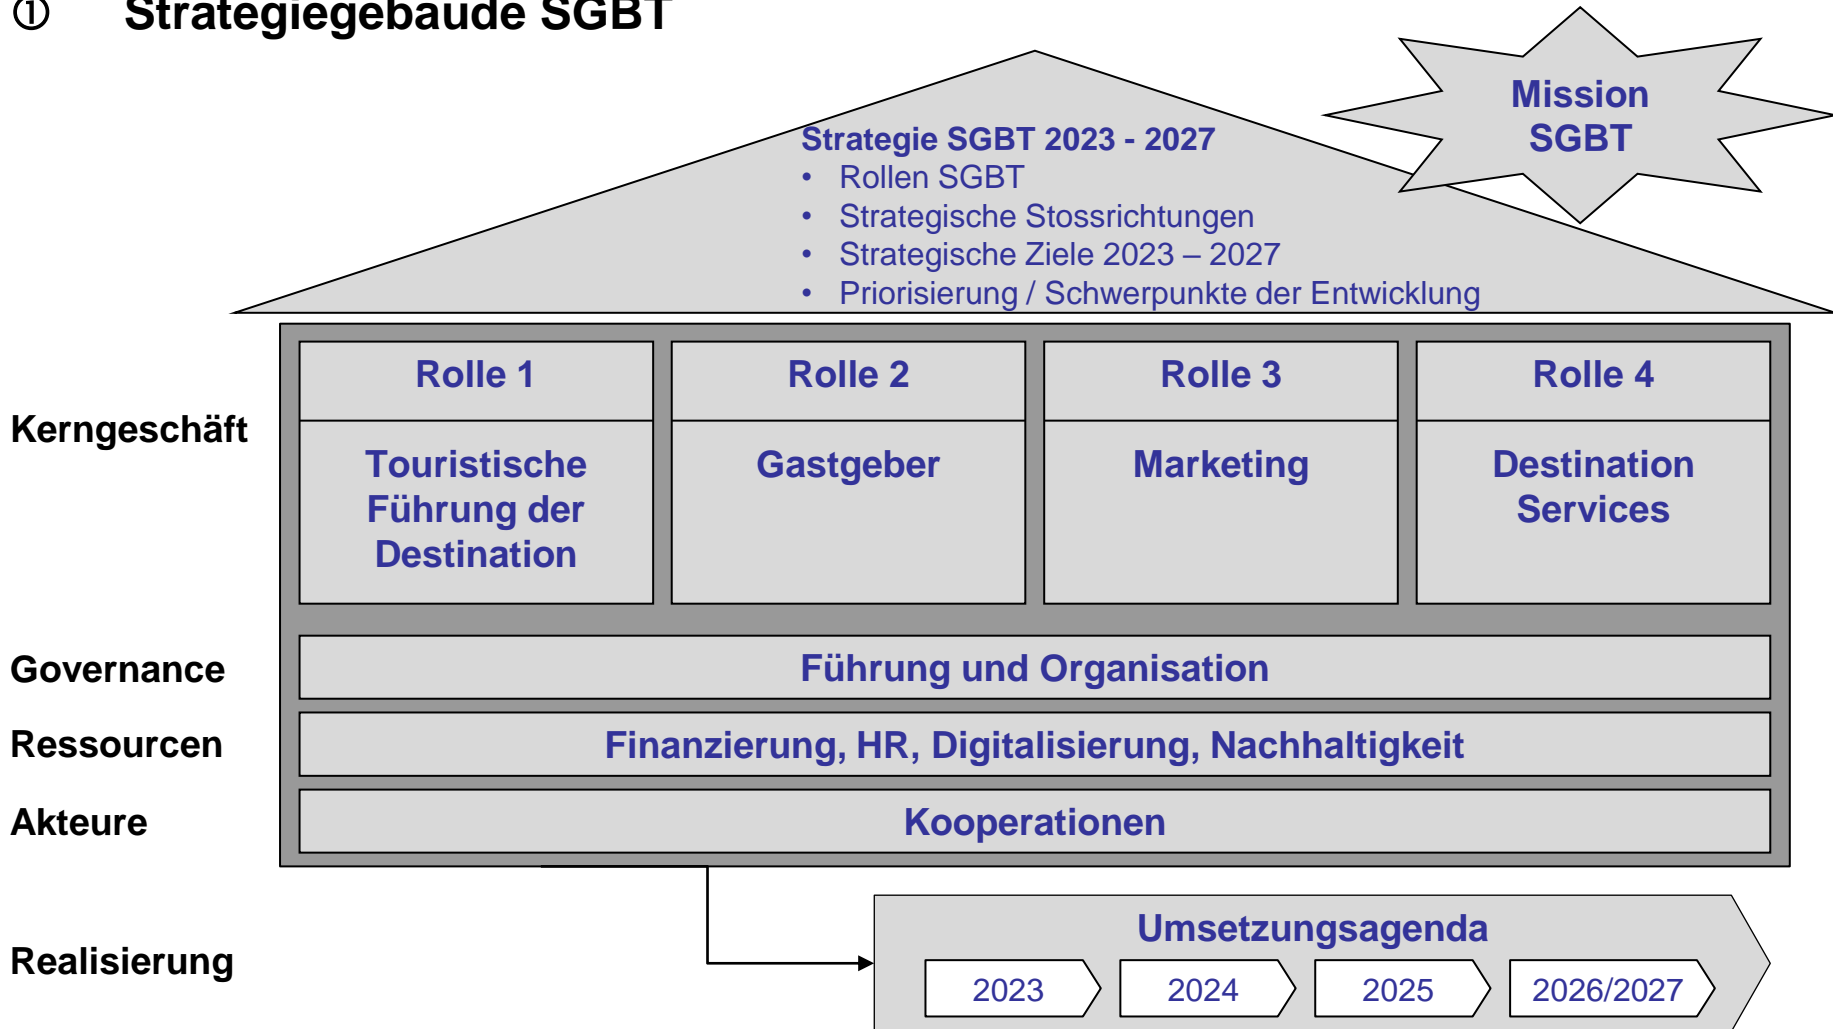 ① Strategiegebäude SGBT
Mission
SGBT
Strategie SGBT 2023 - 2027
• Rollen SGBT
• Strategische Stossrichtungen
• Strategische Ziele 2023 – 2027
• Priorisierung / Schwerpunkte der Entwicklung
Kerngeschäft
Rolle 1
Touristische
Führung der
Destination
Rolle 2
Gastgeber
Rolle 3
Marketing
Rolle 4
Destination
Services
Governance
Führung und Organisation
Ressourcen
Finanzierung, HR, Digitalisierung, Nachhaltigkeit
Akteure
Kooperationen
Realisierung
Umsetzungsagenda
2023
2024
2025
2026/2027